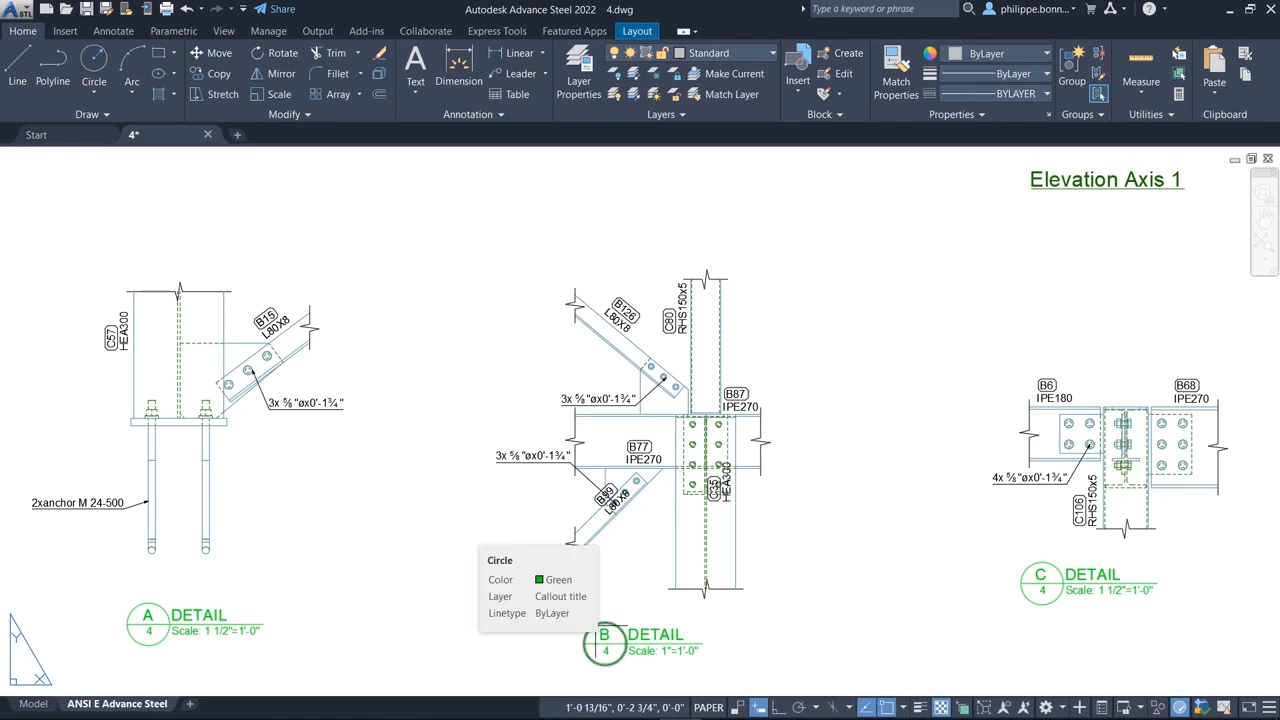 A STL
Share
Autodesk Advance Steel 2022 4.dwg
Type a keyword or phrase
philippe.bonn...
Home
Insert
Annotate
Parametric
View
Manage
Output
Add-ins
Collaborate
Express Tools
Featured Apps
Layout
Line
Polyline
Circle
Arc
Move
Rotate
Trim
Copy
Mirror
Fillet
Stretch
Scale
Array
Text
Dimension
Linear
Leader
Table
Layer
Properties
Standard
Make Current
Match Layer
Insert
Create
Edit
Match
Properties
ByLayer
ByLayer
BYLAYER
Group
Measure
Paste
Draw
Modify
Annotation
Layers
Block
Properties
Groups
Utilities
Clipboard
Start
4*
Elevation Axis 1
C57
HEA300
B15
L80X8
3x ⅝"øx0'-1¾"
2xanchor M 24-500
A
4
DETAIL
Scale: 1 1/2"=1'-0"
B126
L80X8
C80
RHS150x5
3x ⅝"øx0'-1¾"
B87
IPE270
B77
IPE270
3x ⅝"øx0'-1¾"
B99
L80X8
C35
HEA300
Circle
Color Green
Layer Callout title
Linetype ByLayer
B
4
DETAIL
Scale: 1"=1'-0"
B6
IPE180
B68
IPE270
4x ⅝"øx0'-1¾"
C106
RHS150x5
C
4
DETAIL
Scale: 1 1/2"=1'-0"
Y
X
Model
ANSI E Advance Steel
1'-0 13/16", 0'-2 3/4", 0'-0"
PAPER